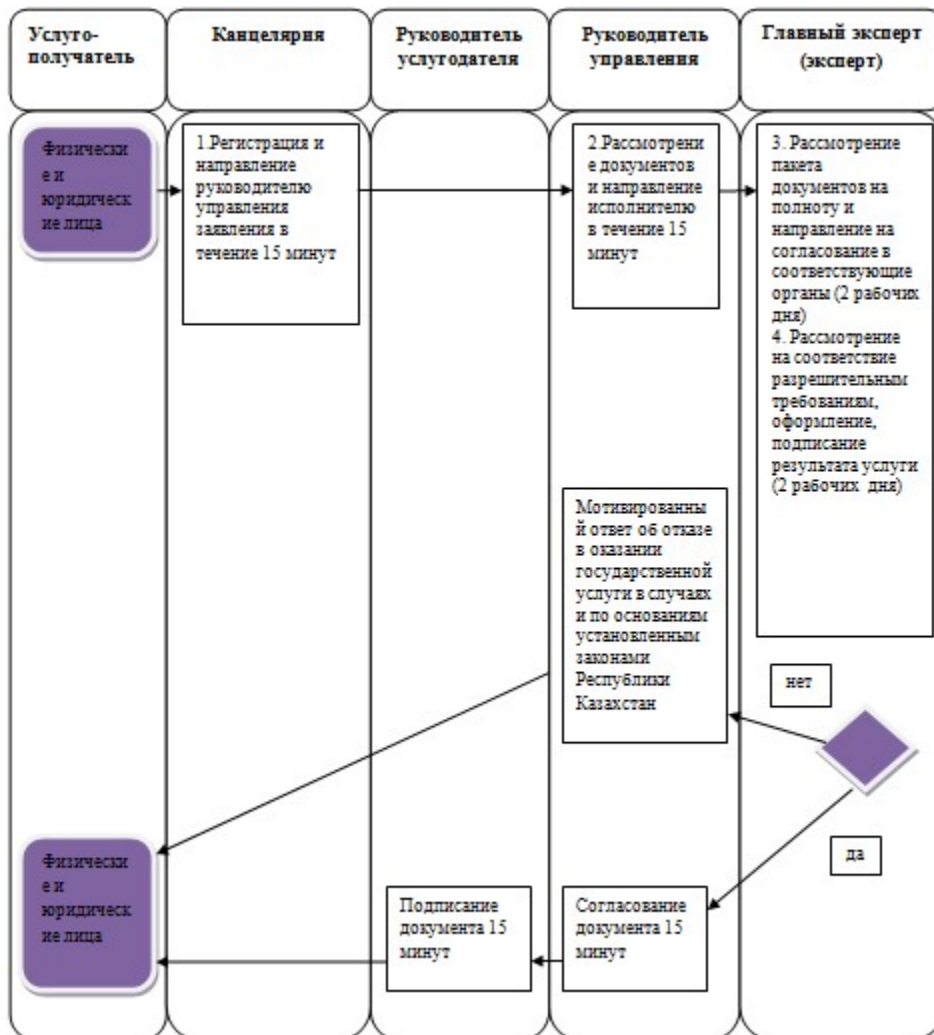 Услуго-
получатель
Канцелярия
Руководитель
услугодателя
Руководитель
управления
Главный эксперт
(эксперт)
Физически
е и
юридическ
ие лица
1.Регистрация и
направление
руководителю
управления
заявления в
течение 15 минут
2.Рассмотрени
е документов
и направление
исполнителю
в течение 15
минут
3. Рассмотрение
пакета
документов на
полноту и
направление на
согласование в
соответствующие
органы (2 рабочих
дня)
4. Рассмотрение
на соответствие
разрешительным
требованиям,
оформление,
подписание
результата услуги
(2 рабочих дня)
Мотивированны
й ответ об отказе
в оказании
государственной
услуги в случаях
и по основаниям
установленным
законами
Республики
Казахстан
нет
да
Физически
е и
юридическ
ие лица
Подписание
документа 15
минут
Согласование
документа 15
минут